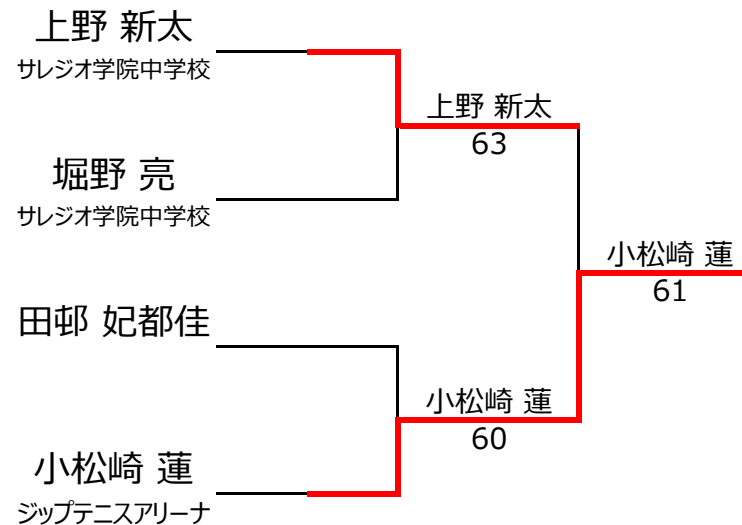 上野 新太
サレジオ学院中学校
上野 新太
63
堀野 亮
サレジオ学院中学校
小松崎 蓮
61
田邨 妃都佳
小松崎 蓮
60
小松崎 蓮
ジップテニスアリーナ